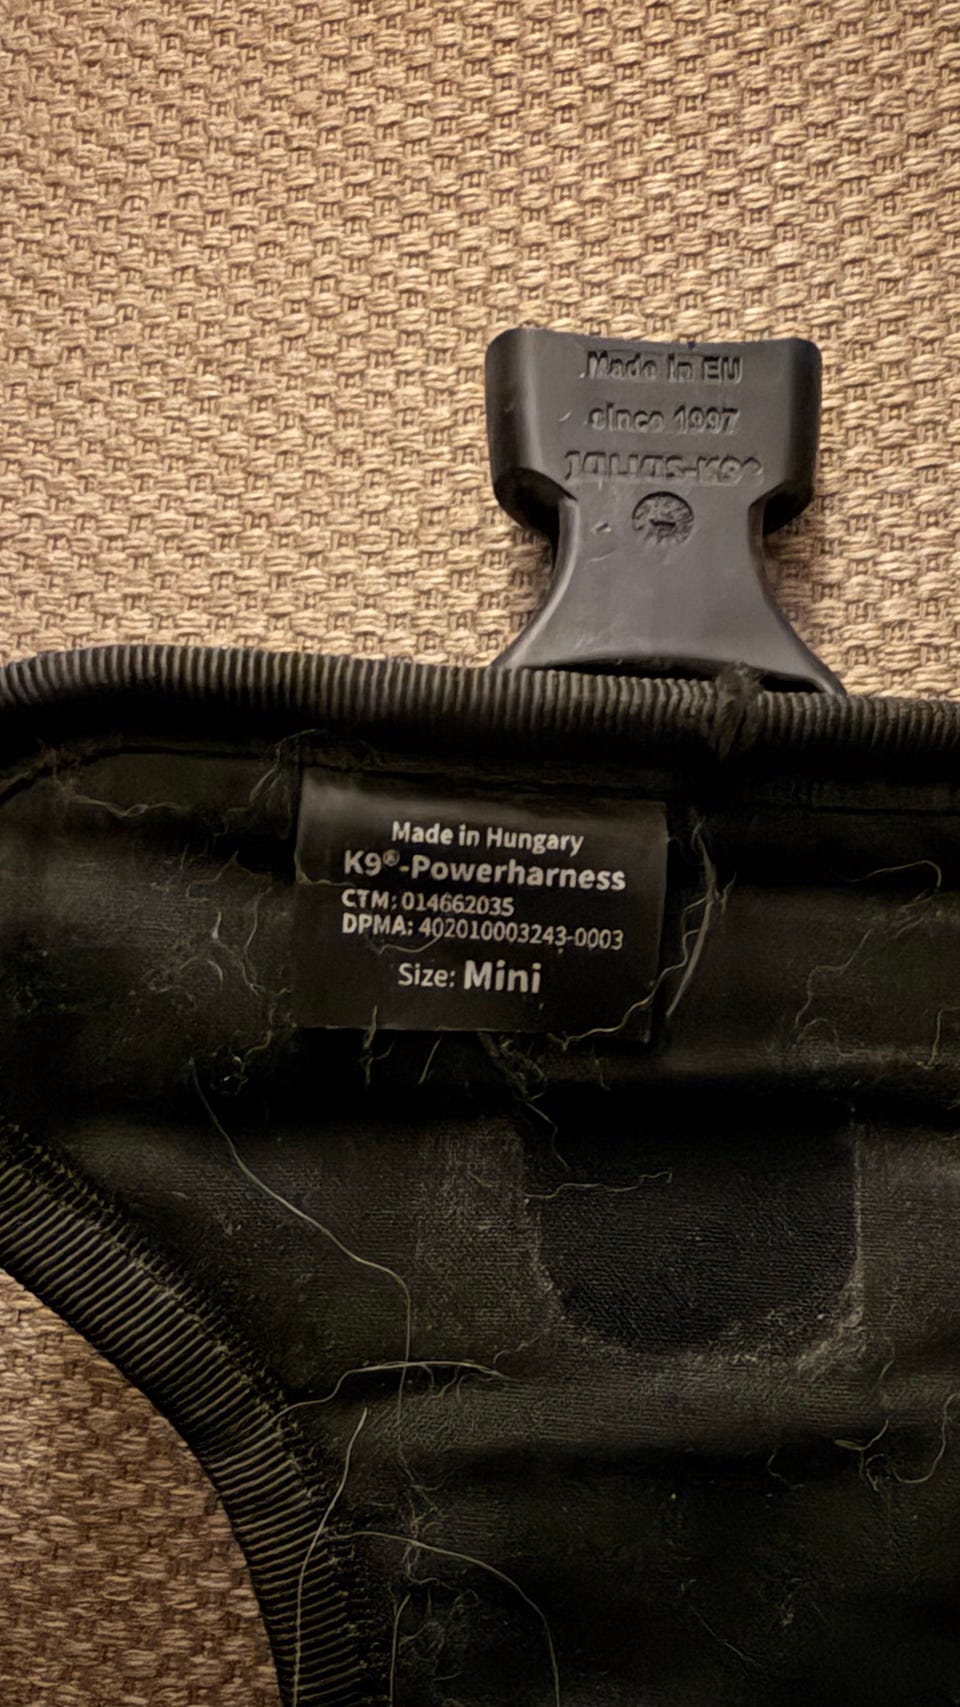 Made in EU
since 1997
JULIUS-K9®
Made in Hungary
K9®-Powerharness
CTM: 014662035
DPMA: 402010003243-0003
Size: Mini